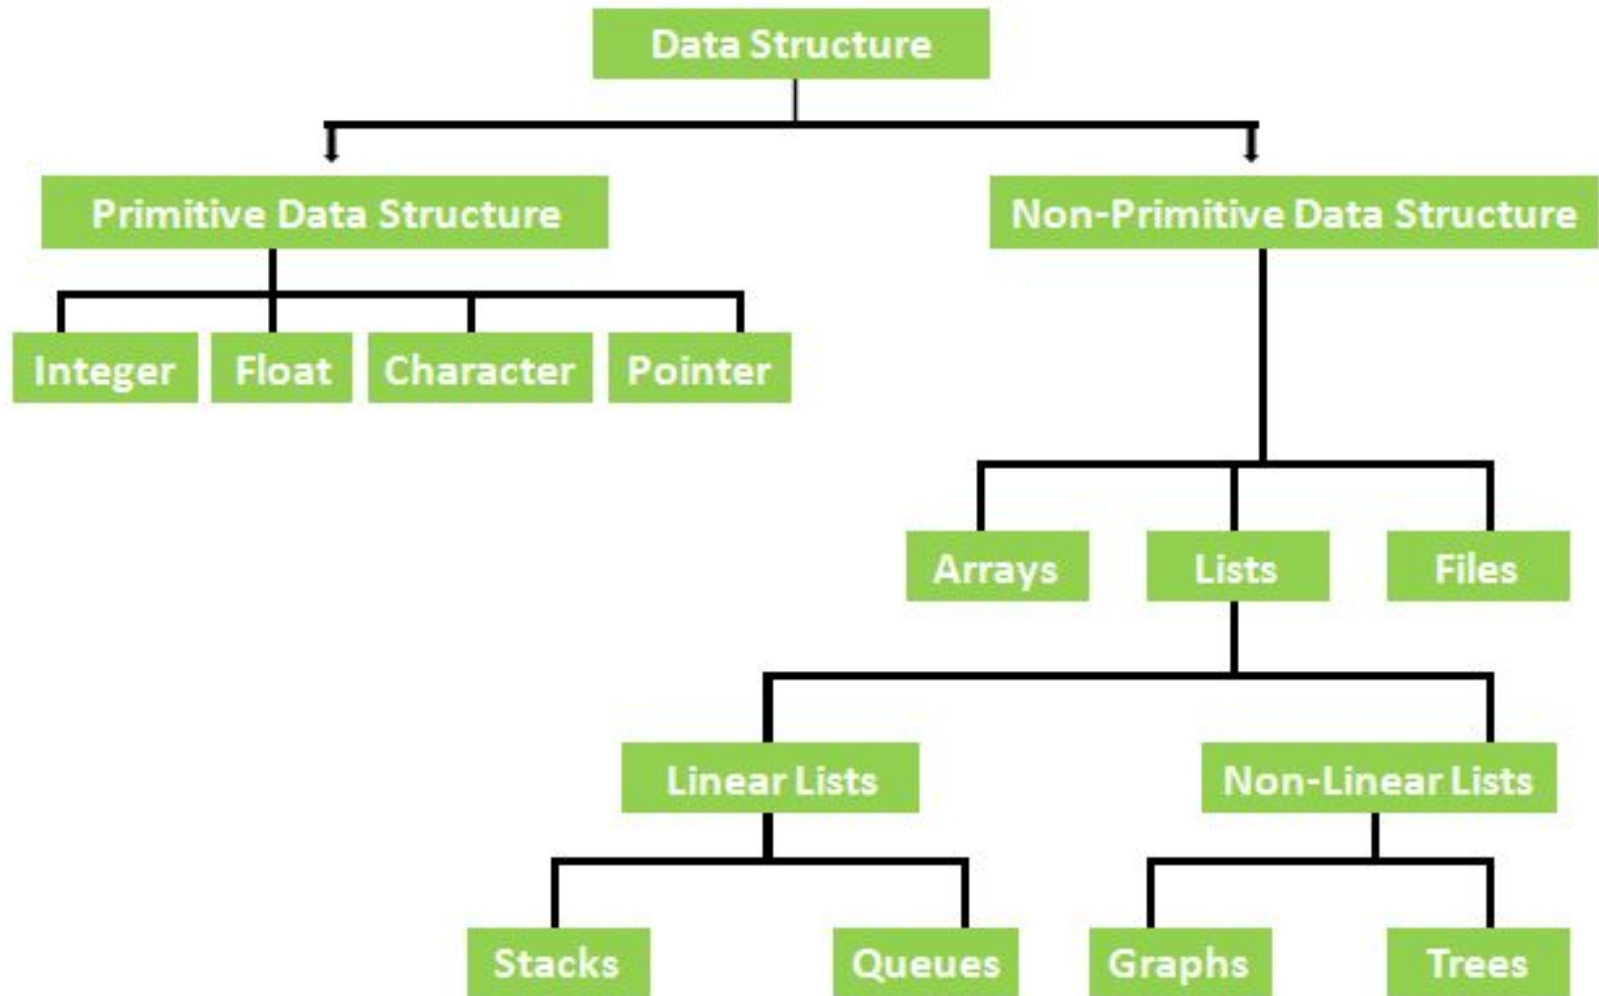 Data Structure
Primitive Data Structure
Non-Primitive Data Structure
Integer
Float
Character
Pointer
Arrays
Lists
Files
Linear Lists
Non-Linear Lists
Stacks
Queues
Graphs
Trees